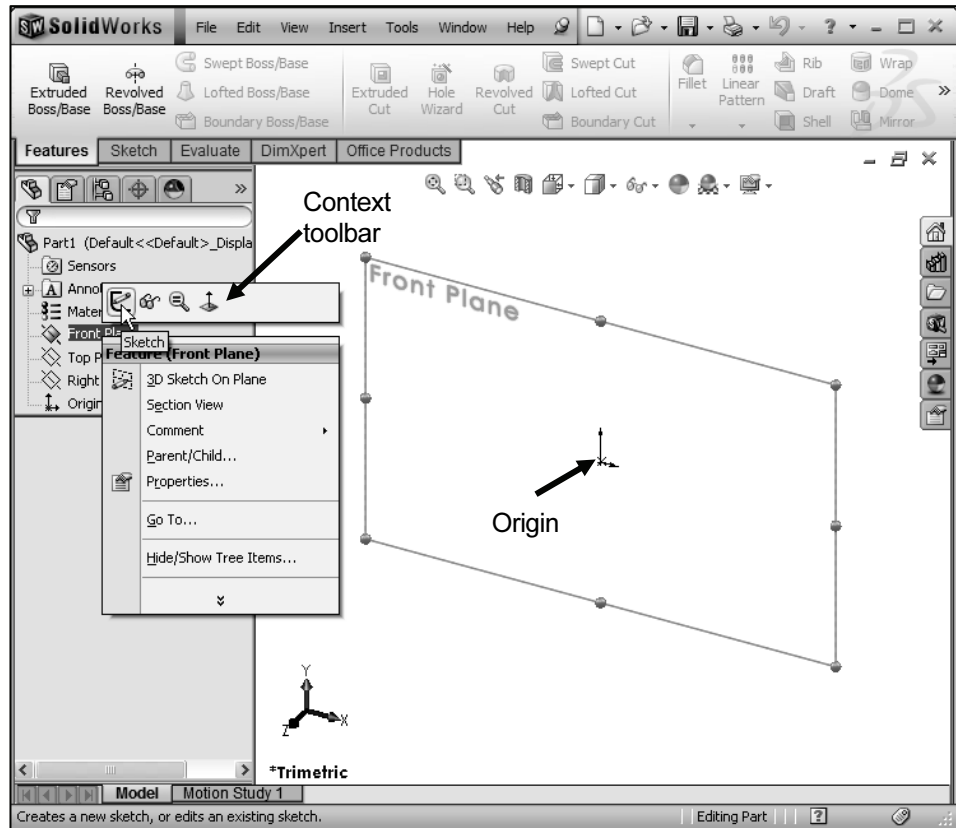 SolidWorks File Edit View Insert Tools Window Help
Extruded Boss/Base
Revolved Boss/Base
Swept Boss/Base
Lofted Boss/Base
Boundary Boss/Base
Extruded Cut
Hole Wizard
Revolved Cut
Swept Cut
Lofted Cut
Boundary Cut
Fillet
Linear Pattern
Rib
Draft
Shell
Wrap
Dome
Mirror
Features Sketch Evaluate DimXpert Office Products
Context
toolbar
Part1 (Default<<Default>_Displa
Sensors
A Anno
Mater
Front Pla
Sketch
Top P
Right
Origin
Feature (Front Plane)
3D Sketch On Plane
Section View
Comment
Parent/Child...
Properties...
Go To...
Hide/Show Tree Items...
Front Plane
Origin
Y
X
Z
*Trimetric
Model Motion Study 1
Creates a new sketch, or edits an existing sketch. Editing Part ?